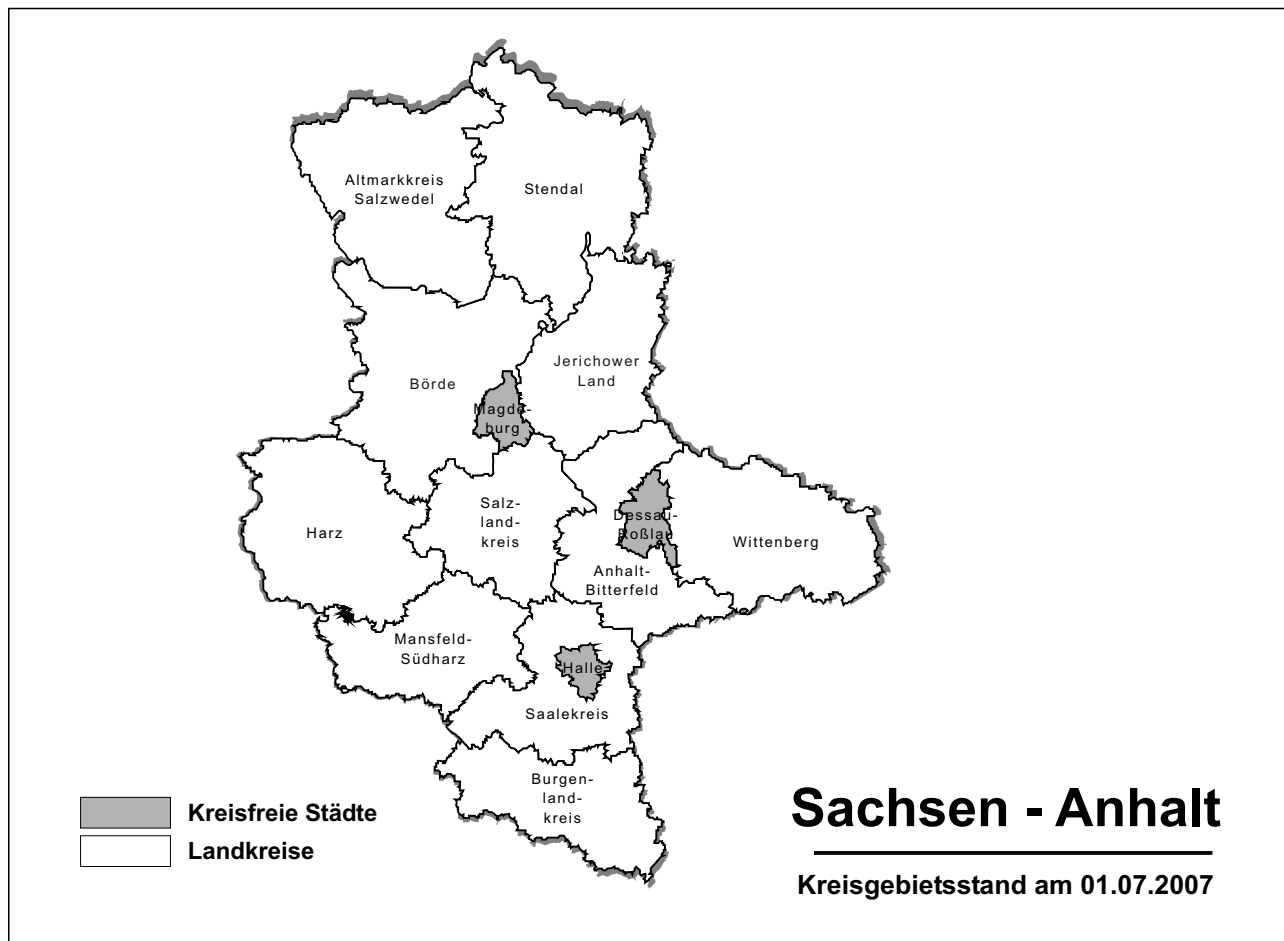 Altmarkkreis
Salzwedel
Stendal
Jerichower
Land
Börde
Magde-
burg
Salz-
land-
kreis
Harz
Dessau-
Roßlau
Wittenberg
Anhalt-
Bitterfeld
Mansfeld-
Südharz
Halle
Saalekreis
Burgen-
land-
kreis
Kreisfreie Städte
Landkreise
Sachsen - Anhalt
Kreisgebietsstand am 01.07.2007